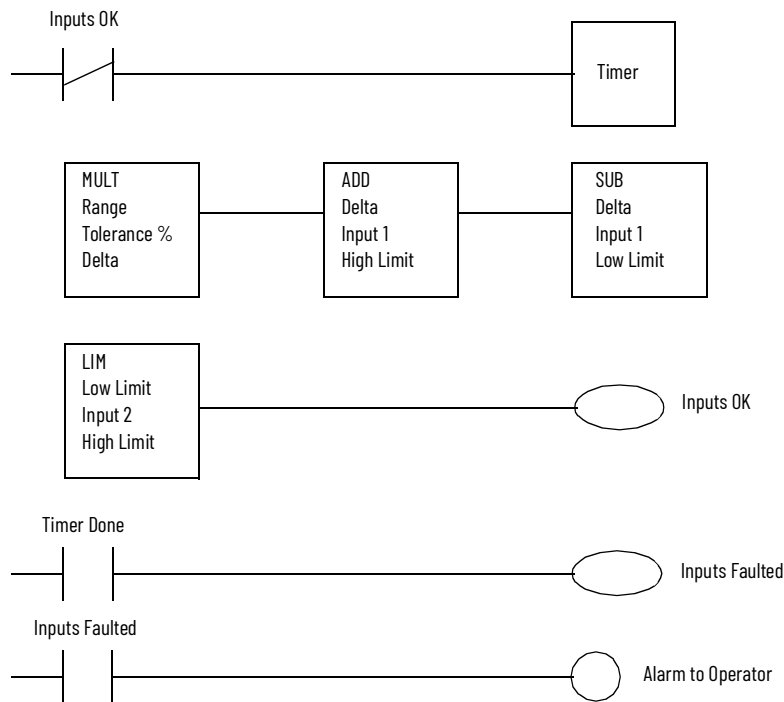 Inputs OK
Timer
MULT
Range
Tolerance %
Delta
ADD
Delta
Input 1
High Limit
SUB
Delta
Input 1
Low Limit
LIM
Low Limit
Input 2
High Limit
Inputs OK
Timer Done
Inputs Faulted
Inputs Faulted
Alarm to Operator